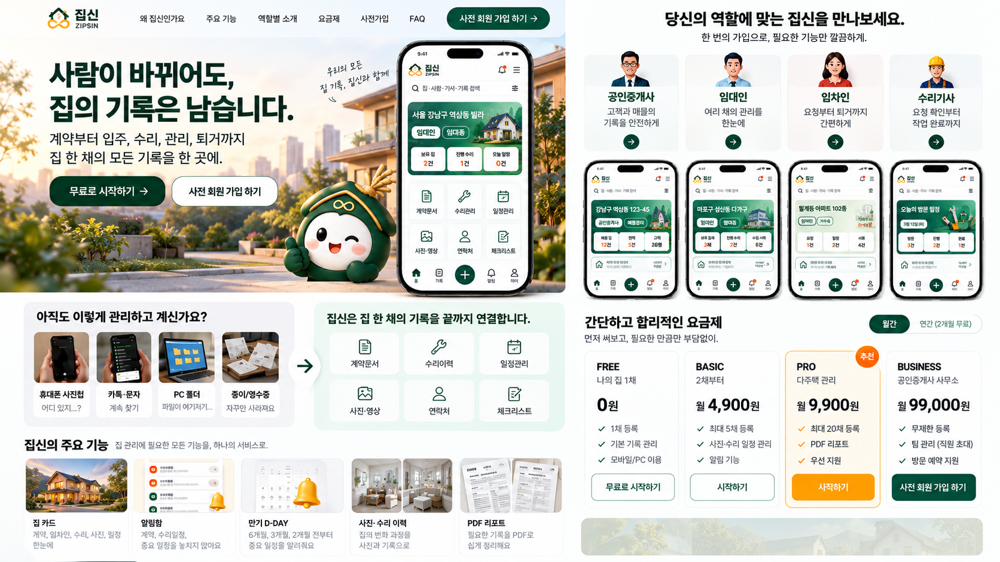 집신
ZIPSIN
왜 집신인가요
주요 기능
역할별 소개
요금제
사전가입
FAQ
사전 회원 가입 하기 →
사람이 바뀌어도,
집의 기록은 남습니다.
계약부터 입주, 수리, 관리, 퇴거까지
집 한 채의 모든 기록을 한 곳에.
무료로 시작하기 →
사전 회원 가입 하기
우리의 모든
집 기록, 집신과 함께
9:41
집신
ZIPSIN
집·사람·기사·기록 검색
서울 강남구 역삼동 빌라
임대인
보유 집
2건
진행 수리
1건
오늘 일정
0건
계약문서
수리관리
일정관리
사진·영상
연락처
체크리스트
홈
기록
알림
마이
아직도 이렇게 관리하고 계신가요?
휴대폰 사진첩
어디 있지...?
카톡·문자
계속 찾기
PC 폴더
파일이 여기저기...
종이/영수증
자꾸만 사라져요
집신은 집 한 채의 기록을 끝까지 연결합니다.
계약문서
수리이력
일정관리
사진·영상
연락처
체크리스트
집신의 주요 기능
집 관리에 필요한 모든 기능을, 하나의 서비스로.
집 카드
계약, 임차인, 수리, 사진, 일정
한눈에
알림함
계약, 수리일정,
중요 일정을 놓치지 않아요
만기 D-DAY
6개월, 3개월, 2개월 전부터
중요 일정을 알려줘요
사진·수리 이력
집의 변화 과정을
사진과 기록으로
PDF 리포트
필요한 기록을 PDF로
쉽게 정리해요
당신의 역할에 맞는 집신을 만나보세요.
한 번의 가입으로, 필요한 기능만 깔끔하게.
공인중개사
고객과 매물의
기록을 안전하게
임대인
여러 채의 관리를
한눈에
임차인
요청부터 퇴거까지
간편하게
수리기사
요청 확인부터
작업 완료까지
9:41
집신
ZIPSIN
강남구 역삼동 123-45
공인중개사
12건
5건
고객
26명
9:41
집신
ZIPSIN
임대인
2건
8건
9:41
집신
ZIPSIN
월계동 아파트 102동
임차인
요청
1건
2건
서류
4건
9:41
집신
ZIPSIN
오늘의 방문 일정
방문
3건
진행
2건
완료
1건
간단하고 합리적인 요금제
먼저 써보고, 필요한 만큼만 부담없이.
월간
연간 (2개월 무료)
FREE
나의 집 1채
0원
1채 등록
기본 기록 관리
모바일/PC 이용
무료로 시작하기
BASIC
2채부터
월 4,900원
최대 5채 등록
사진·수리 일정 관리
알림 기능
시작하기
추천
PRO
다주택 관리
월 9,900원
최대 20채 등록
PDF 리포트
우선 지원
시작하기
BUSINESS
공인중개사 사무소
월 99,000원
무제한 등록
팀 관리 (직원 초대)
방문 예약 지원
사전 회원 가입 하기